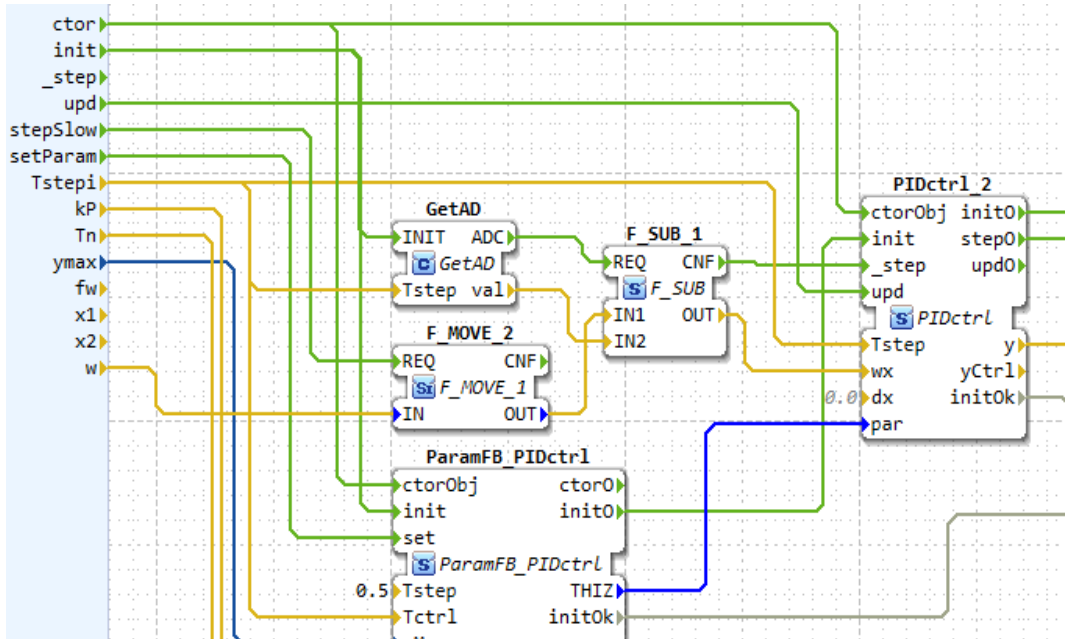 ctor
init
_step
upd
stepSlow
setParam
Tstepi
kP
Tn
ymax
fw
x1
x2
w
GetAD
INIT ADC
GetAD
Tstep val
F_MOVE_2
REQ CNF
F_MOVE_1
IN OUT
F_SUB_1
REQ CNF
F_SUB
IN1 OUT
IN2
PIDctrl_2
ctorObj initO
init stepO
_step updO
upd
PIDctrl
Tstep y
wx yCtrl
0.0 dx initOk
par
ParamFB_PIDctrl
ctorObj ctorO
init initO
set
ParamFB_PIDctrl
0.5 Tstep THIZ
Tctrl initOk